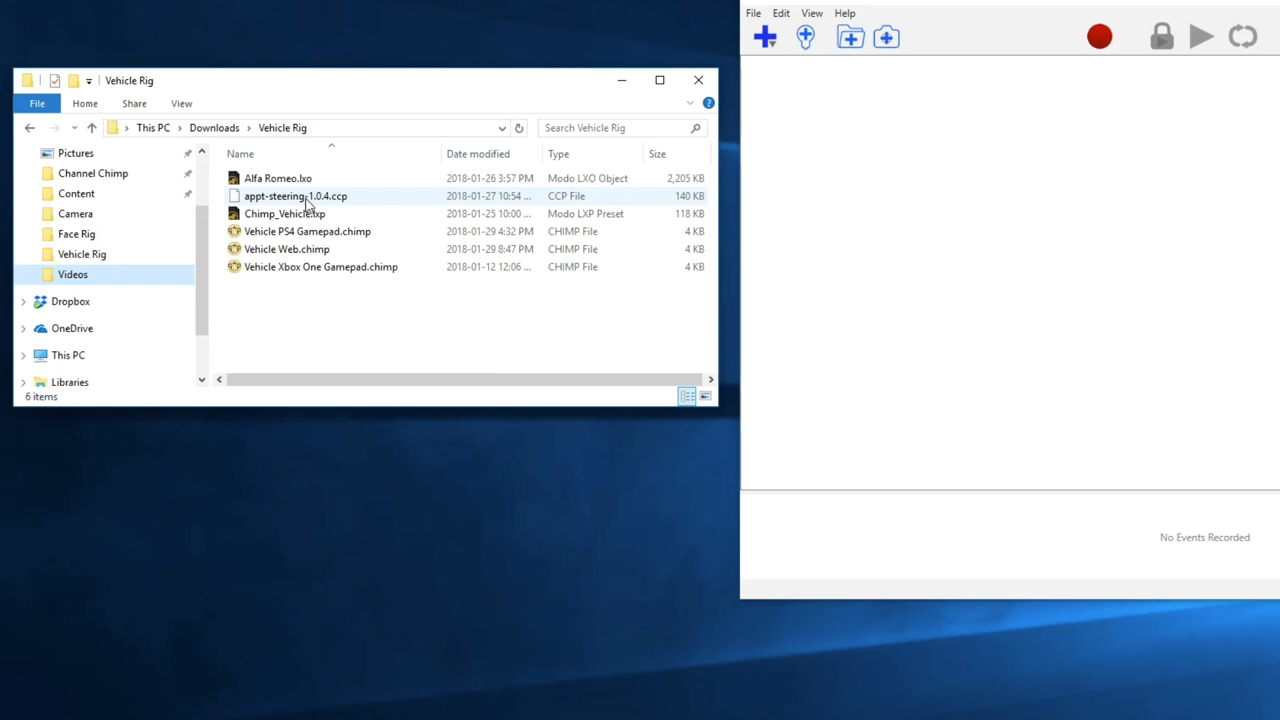 File Edit View Help
Vehicle Rig
File Home Share View
This PC Downloads Vehicle Rig Search Vehicle Rig
Pictures
Channel Chimp
Content
Camera
Face Rig
Vehicle Rig
Videos
Dropbox
OneDrive
This PC
Libraries
Name Date modified Type Size
Alfa Romeo.lxo 2018-01-26 3:57 PM Modo LXO Object 2,205 KB
appt-steering-1.0.4.ccp 2018-01-27 10:54 ... CCP File 140 KB
Chimp_Vehicle.lxp 2018-01-25 10:00 ... Modo LXP Preset 118 KB
Vehicle PS4 Gamepad.chimp 2018-01-29 4:32 PM CHIMP File 4 KB
Vehicle Web.chimp 2018-01-29 8:47 PM CHIMP File 4 KB
Vehicle Xbox One Gamepad.chimp 2018-01-12 12:06 ... CHIMP File 4 KB
6 items
No Events Recorded